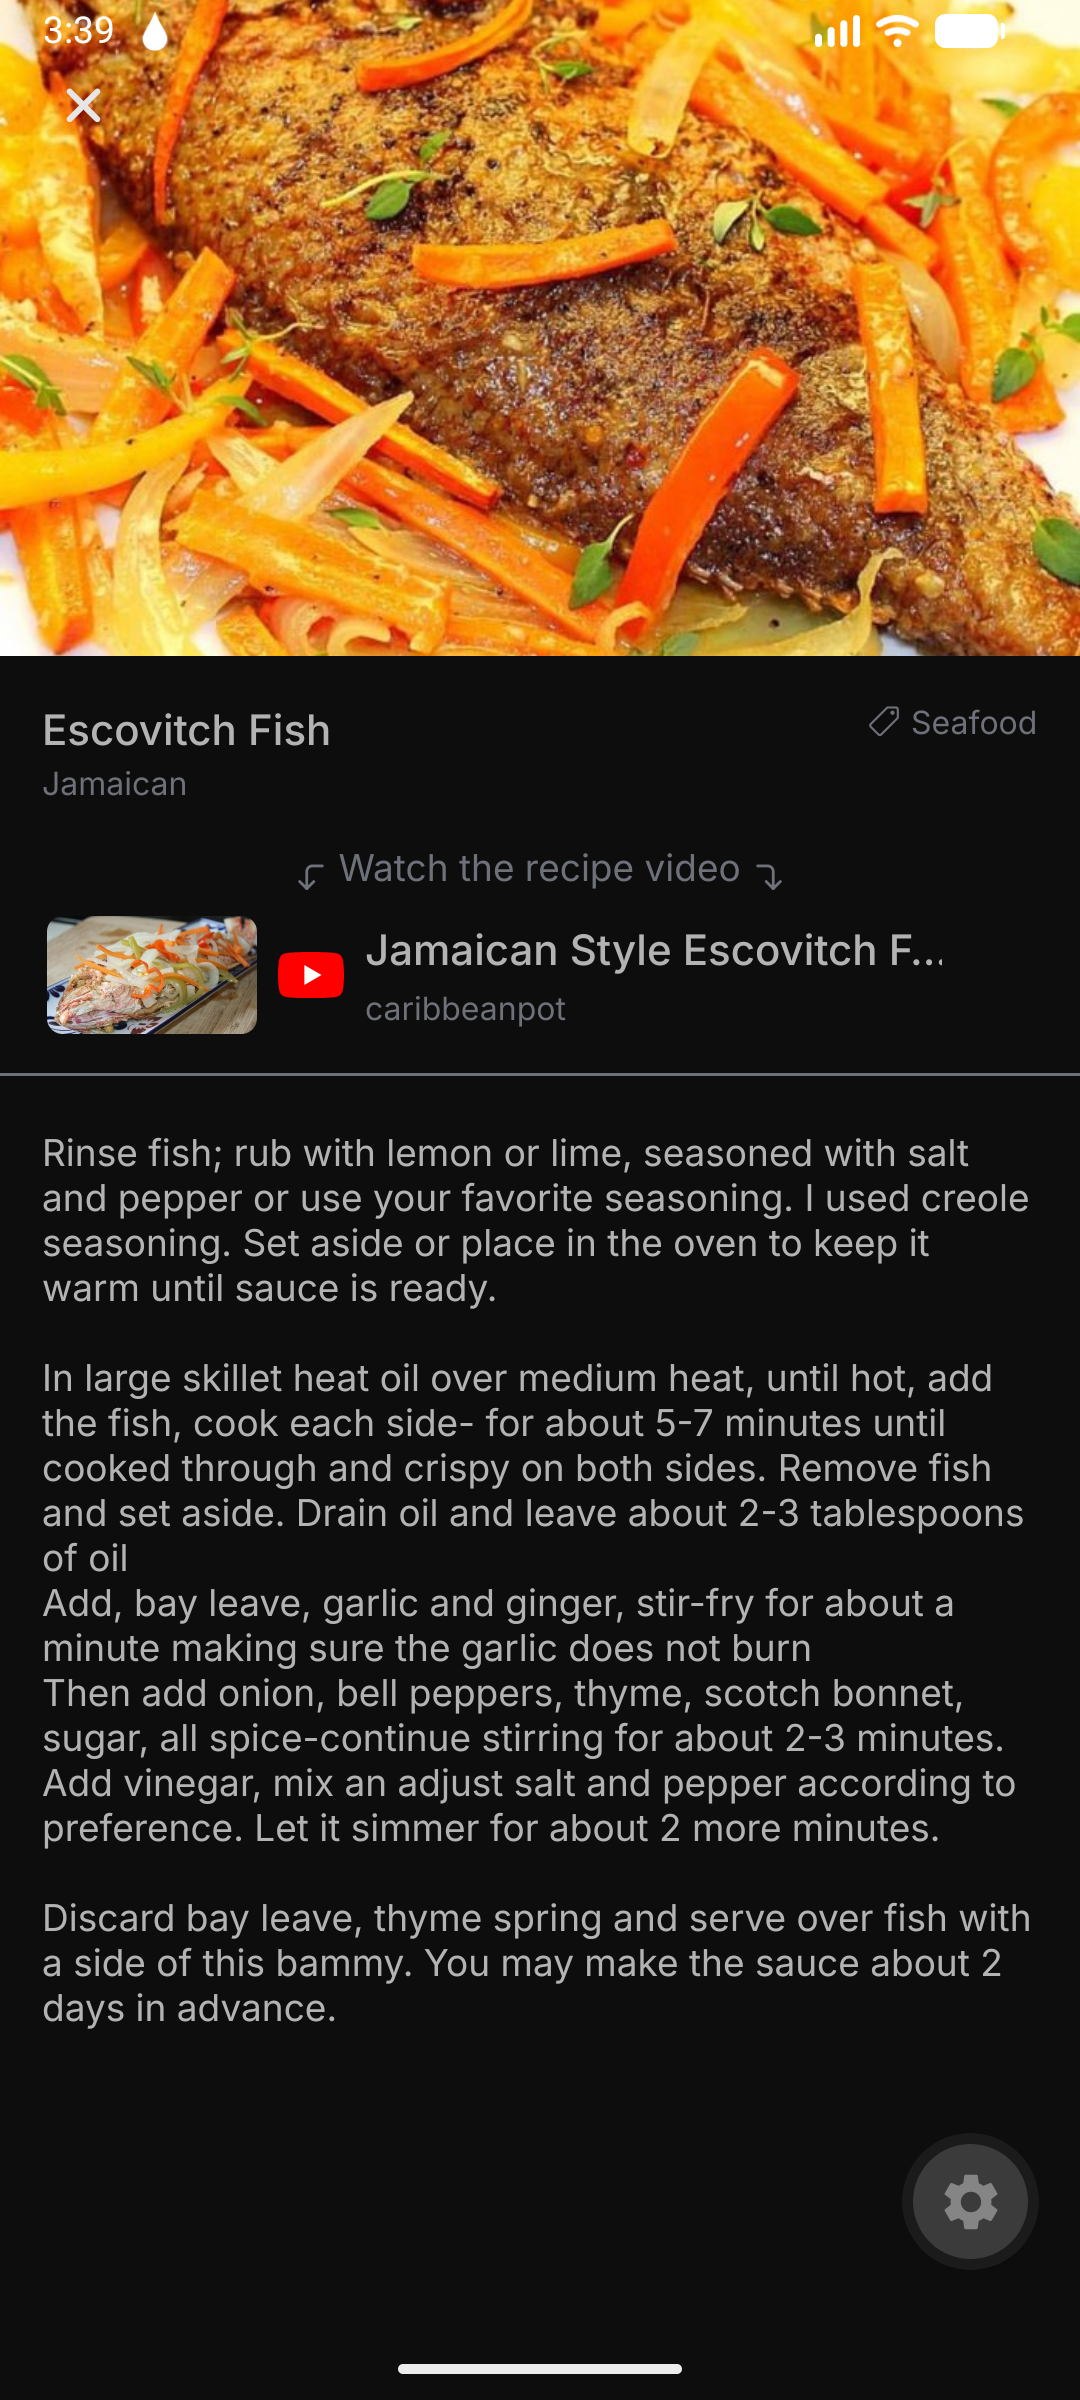 3:39
Escovitch Fish
Seafood
Jamaican
Watch the recipe video
Jamaican Style Escovitch F...
caribbeanpot
Rinse fish; rub with lemon or lime, seasoned with salt
and pepper or use your favorite seasoning. I used creole
seasoning. Set aside or place in the oven to keep it
warm until sauce is ready.
In large skillet heat oil over medium heat, until hot, add
the fish, cook each side- for about 5-7 minutes until
cooked through and crispy on both sides. Remove fish
and set aside. Drain oil and leave about 2-3 tablespoons
of oil
Add, bay leave, garlic and ginger, stir-fry for about a
minute making sure the garlic does not burn
Then add onion, bell peppers, thyme, scotch bonnet,
sugar, all spice-continue stirring for about 2-3 minutes.
Add vinegar, mix an adjust salt and pepper according to
preference. Let it simmer for about 2 more minutes.
Discard bay leave, thyme spring and serve over fish with
a side of this bammy. You may make the sauce about 2
days in advance.